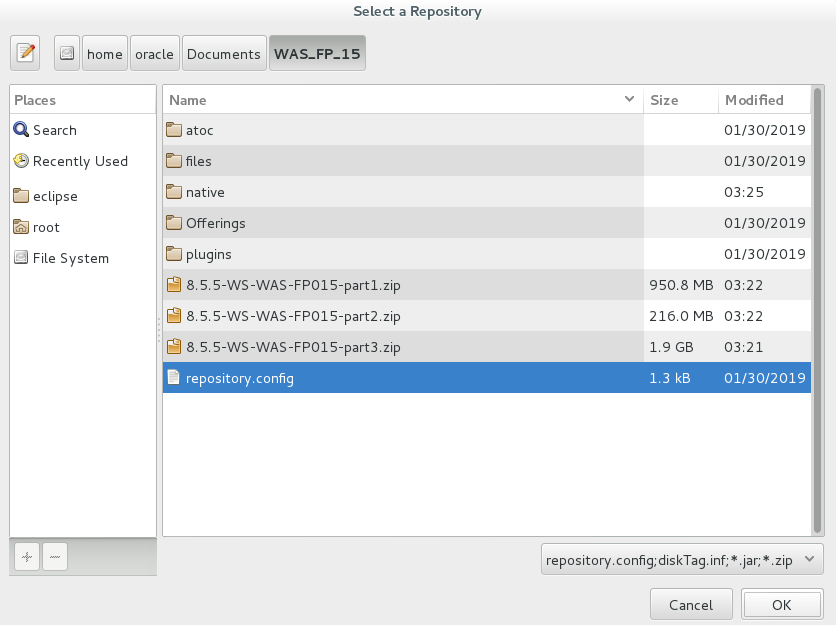 Select a Repository
home oracle Documents WAS_FP_15
Places
Search
Recently Used
eclipse
root
File System
Name Size Modified
atoc 01/30/2019
files 01/30/2019
native 03:25
Offerings 01/30/2019
plugins 01/30/2019
8.5.5-WS-WAS-FP015-part1.zip 950.8 MB 03:22
8.5.5-WS-WAS-FP015-part2.zip 216.0 MB 03:22
8.5.5-WS-WAS-FP015-part3.zip 1.9 GB 03:21
repository.config 1.3 kB 01/30/2019
repository.config;diskTag.inf;*.jar;*.zip
Cancel OK